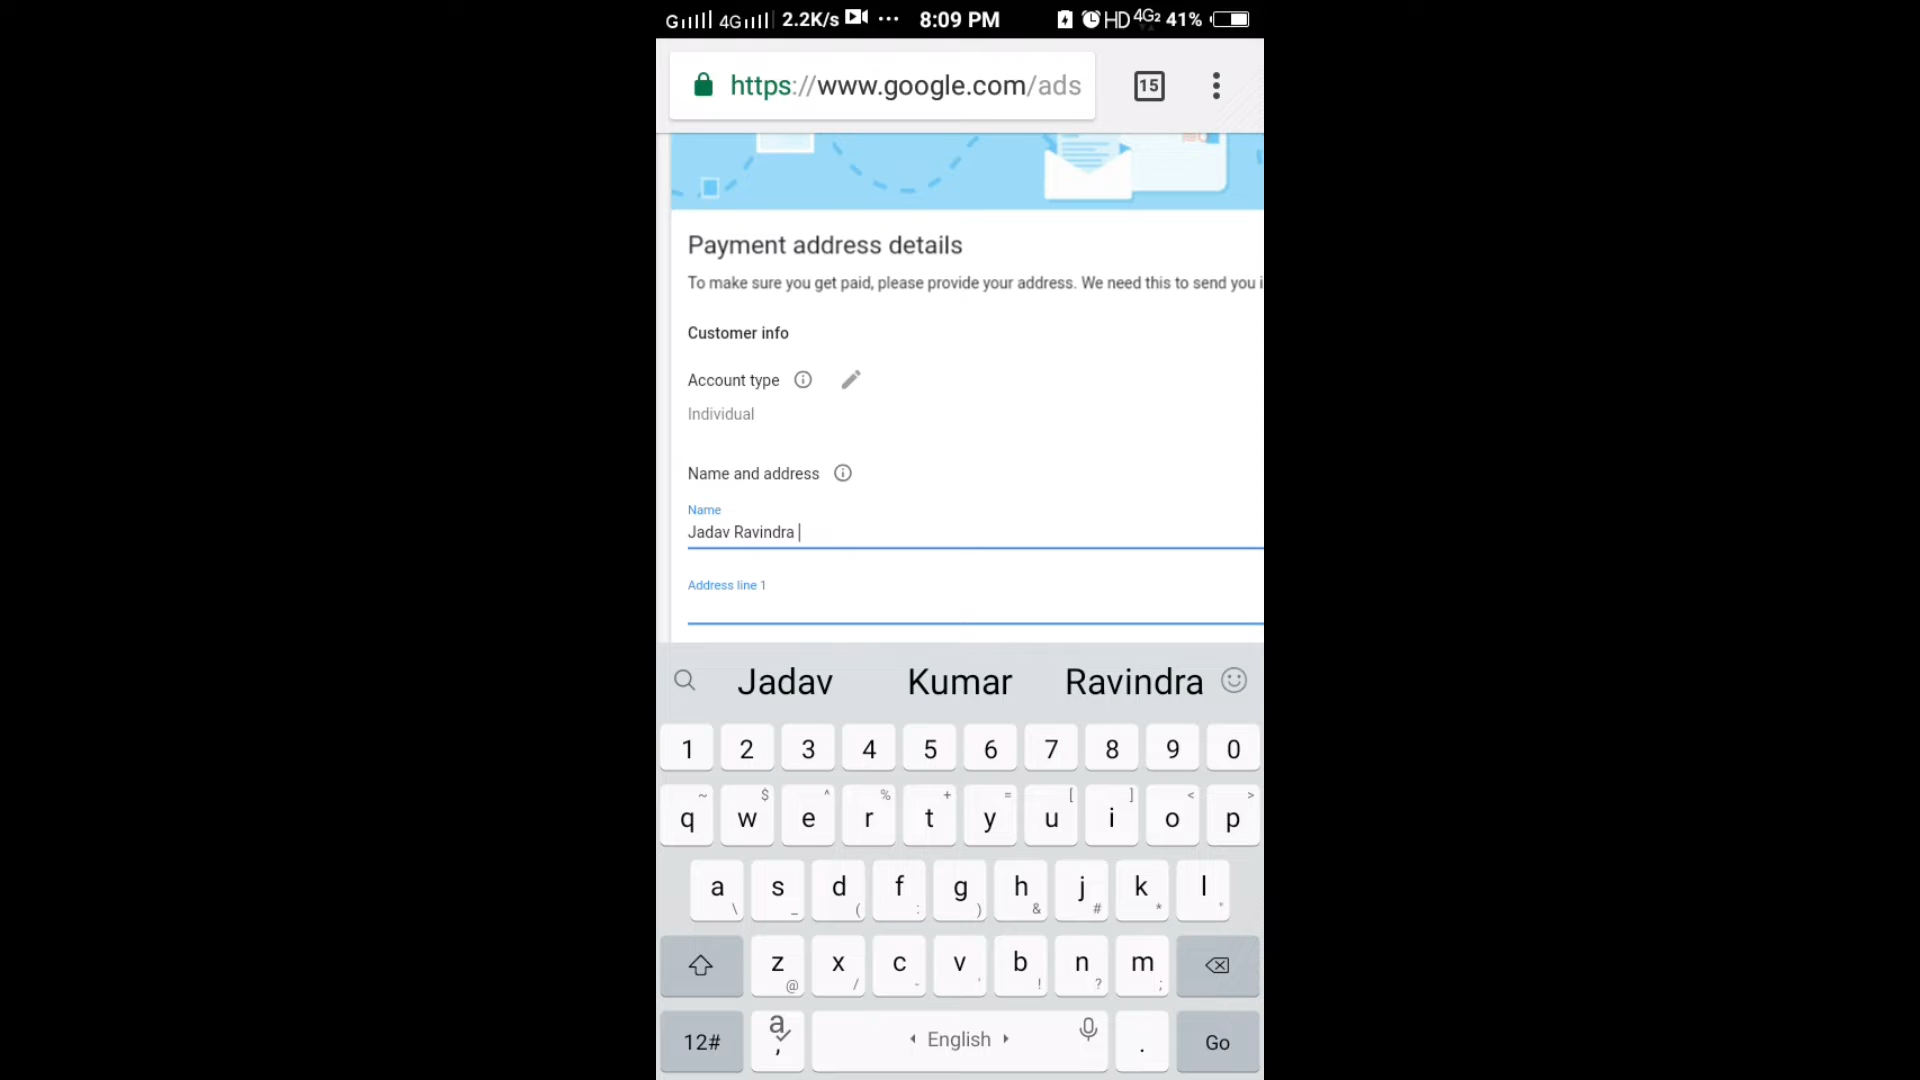 G 4G 2.2K/s ... 8:09 PM HD 4G2 41%
https://www.google.com/ads 15
Payment address details
To make sure you get paid, please provide your address. We need this to send you i
Customer info
Account type
Individual
Name and address
Name
Jadav Ravindra
Address line 1
Jadav Kumar Ravindra
1 2 3 4 5 6 7 8 9 0
~ $ ^ % + = [ ] < >
q w e r t y u i o p
a s d f g h j k l
\ _ ( : ) & # * "
z x c v b n m
@ / - ' ! ? ;
12# a , English . Go